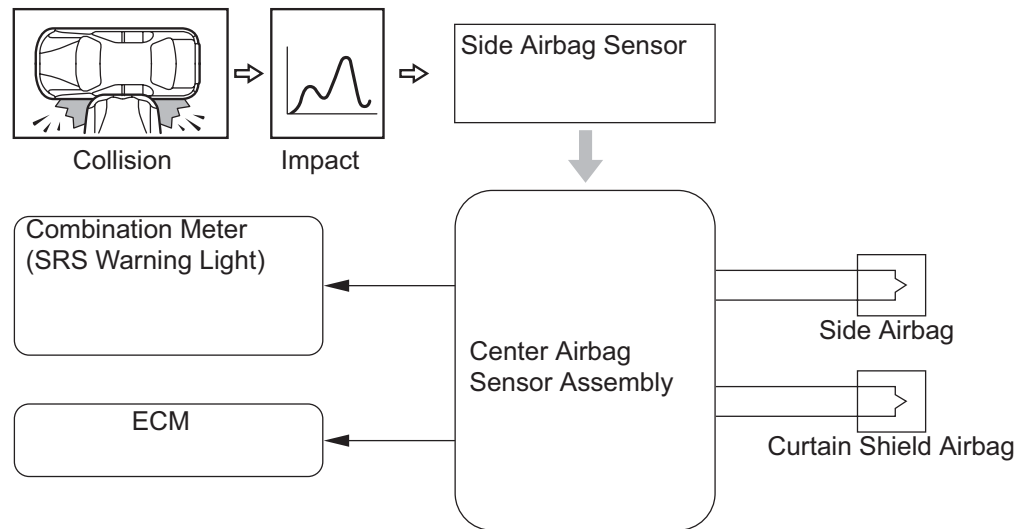 Side Airbag Sensor
Collision
Impact
Combination Meter
(SRS Warning Light)
Center Airbag
Sensor Assembly
Side Airbag
ECM
Curtain Shield Airbag